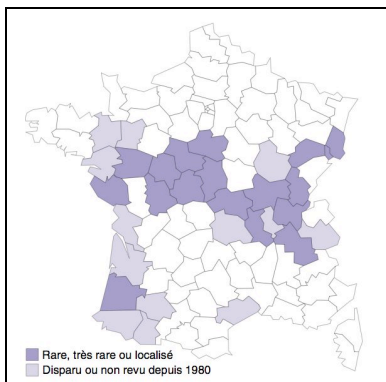 Rare, très rare ou localisé
Disparu ou non revu depuis 1980